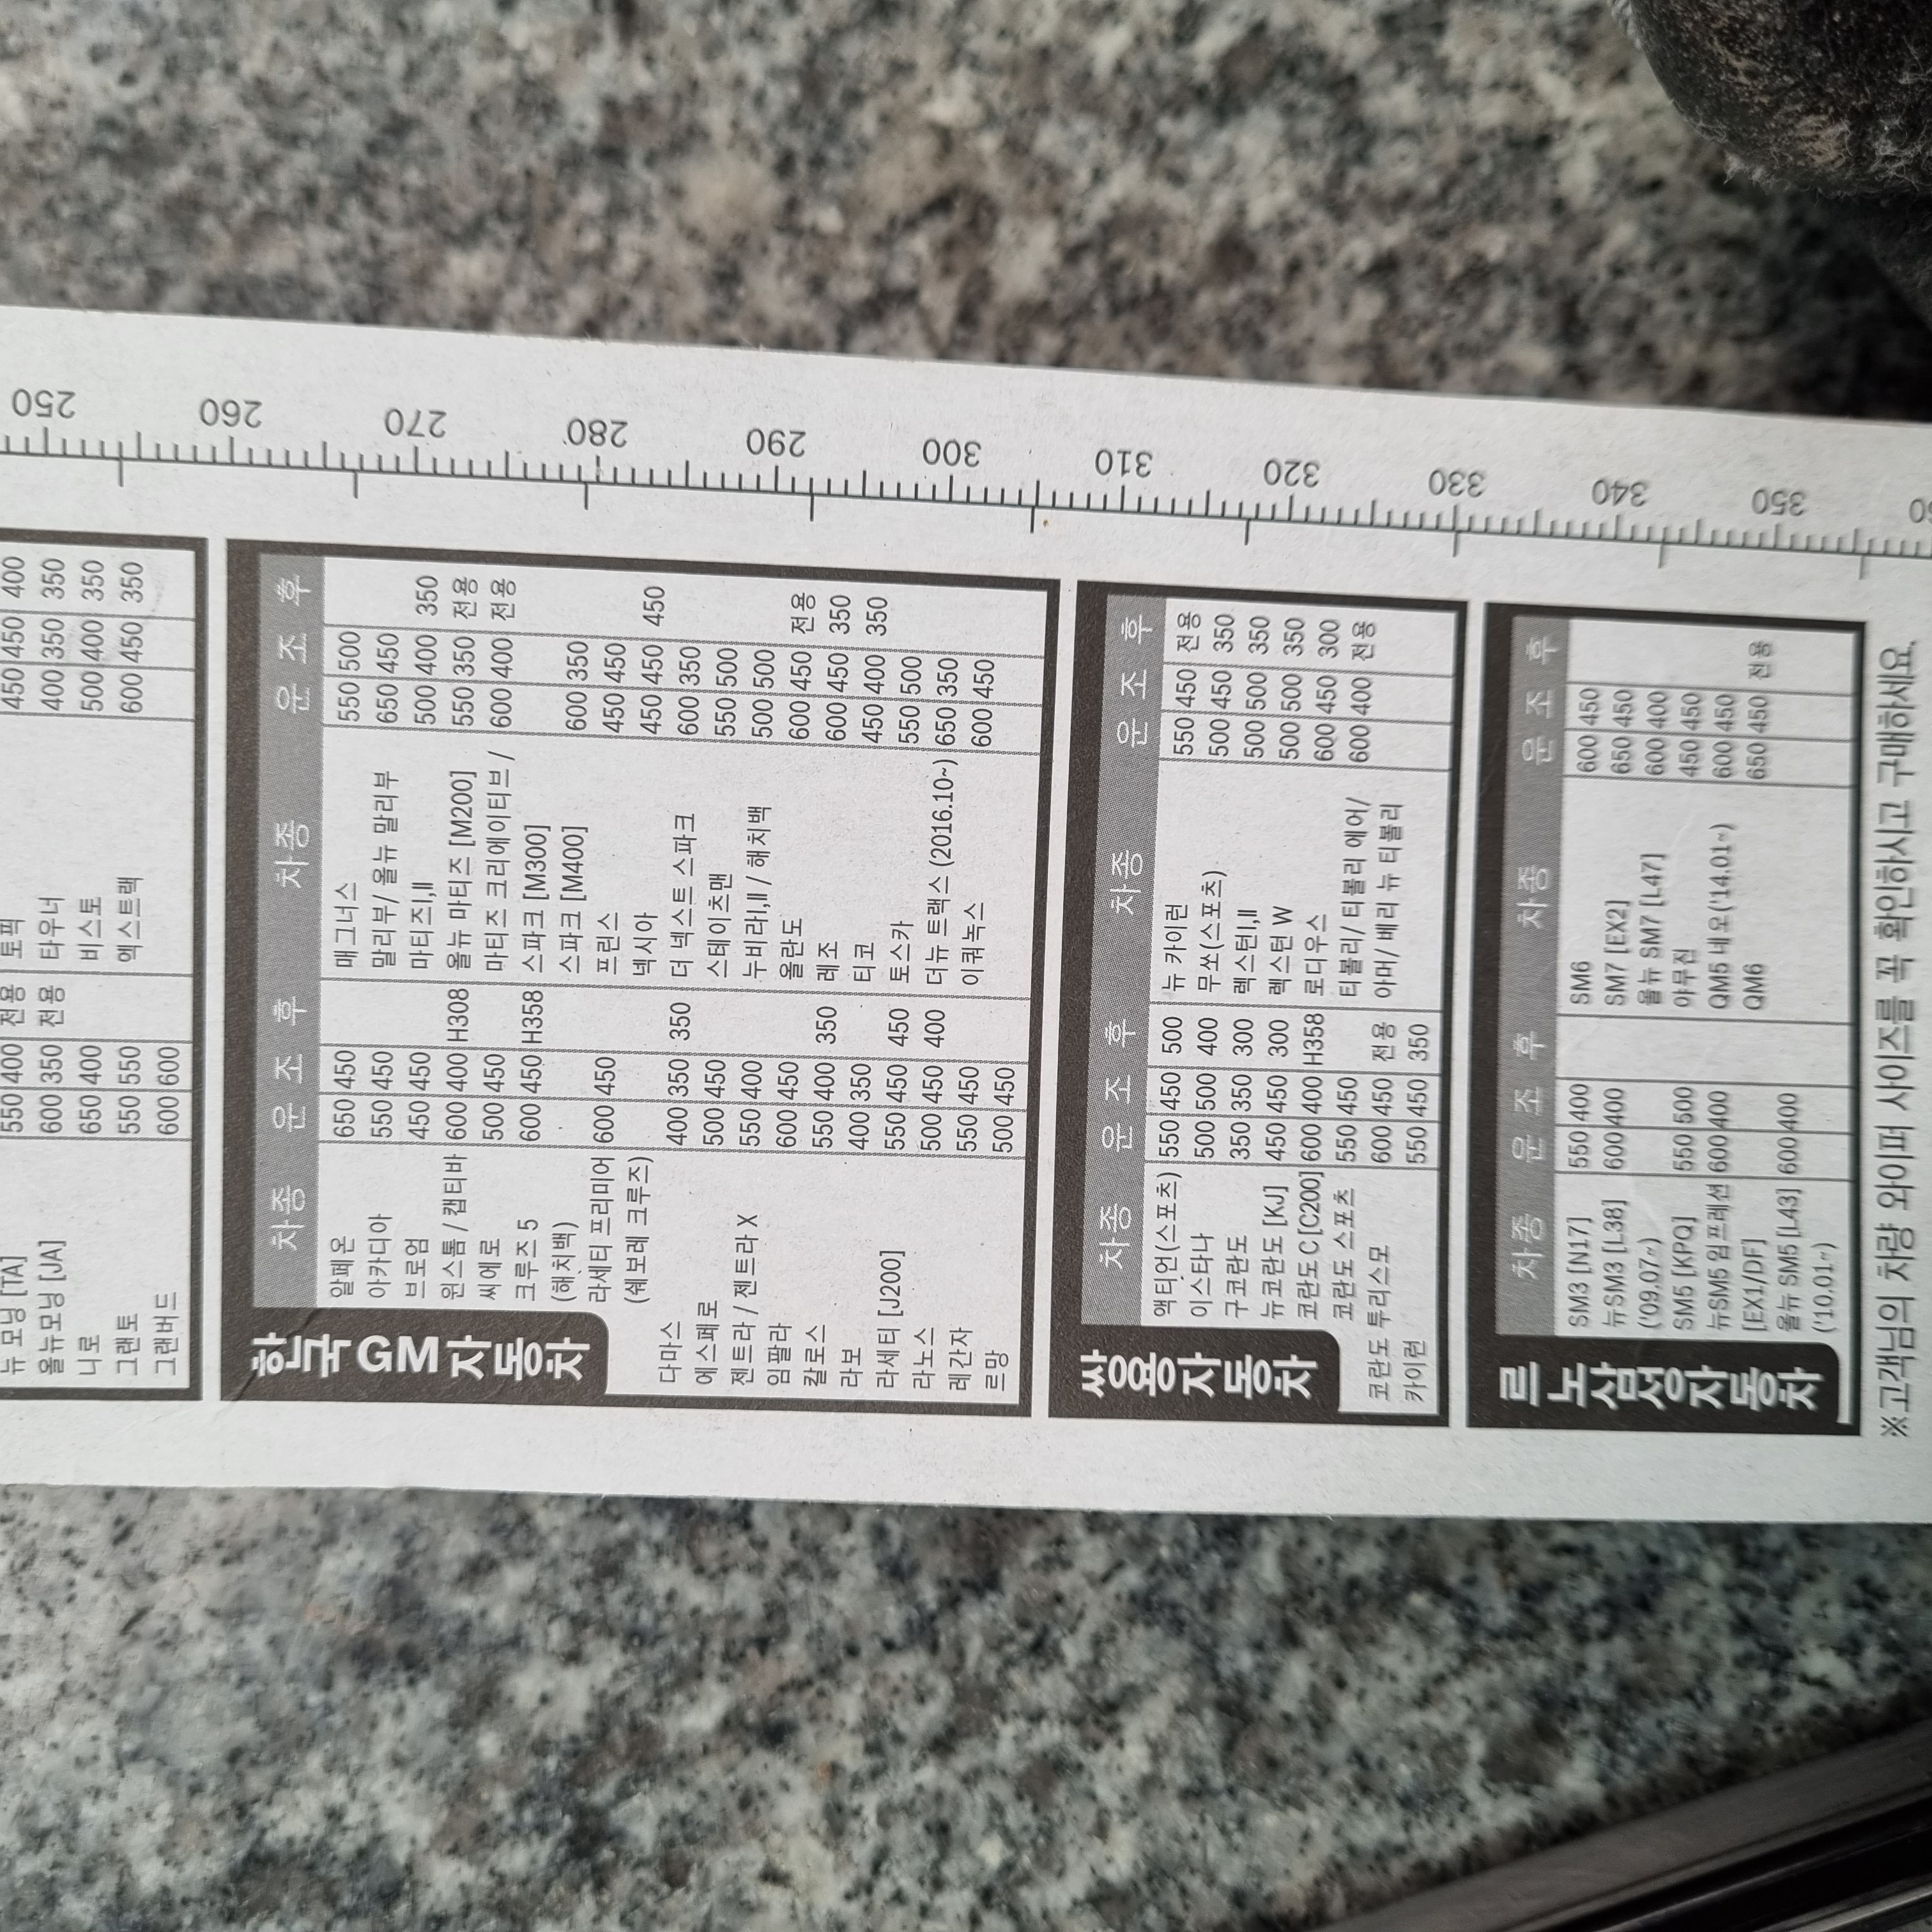 250 260 270 280 290 300 310 320 330 340 350
뉴 모닝 [TA] 550 400 전용 토픽 450 450 400
올뉴모닝 [JA] 600 350 전용 타우너 400 350 350
니로 650 400 비스토 500 400 350
그랜토 550 550 엑스트랙 600 450 350
그랜버드 600 600
한국GM자동차
차종 운 조 후 차종 운 조 후
알페온 650 450 매그너스 550 500
아카디아 550 450 말리부/ 올뉴 말리부 650 450
브로엄 450 450 마티즈I,II 500 400 350
윈스톰 / 캡티바 600 400 H308 올뉴 마티즈 [M200] 550 350 전용
씨에로 500 450 마티즈 크리에이티브 / 600 400 전용
크루즈 5 600 450 H358 스파크 [M300]
(해치백) 스파크 [M400] 600 350
라세티 프리미어 600 450 프린스 450 450
(쉐보레 크루즈) 넥시아 450 450 450
다마스 400 350 350 더 넥스트 스파크 600 350
에스페로 500 450 스테이츠맨 550 500
젠트라 / 젠트라 X 550 400 누비라I,II / 해치백 500 500
임팔라 600 450 올란도 600 450 전용
칼로스 550 400 350 레조 600 450 350
라보 400 350 티코 450 400 350
라세티 [J200] 550 450 450 토스카 550 500
라노스 500 450 400 더뉴 트랙스 (2016.10~) 650 350
레간자 550 450 이쿼녹스 600 450
르망 500 450
쌍용자동차
차종 운 조 후 차종 운 조 후
액티언(스포츠) 550 450 500 뉴 카이런 550 450 전용
이스타나 500 500 400 무쏘(스포츠) 500 450 350
구코란도 350 350 300 렉스턴I,II 500 500 350
뉴코란도 [KJ] 450 450 300 렉스턴 W 500 500 350
코란도 C [C200] 600 400 H358 로디우스 600 450 300
코란도 스포츠 550 450 티볼리/ 티볼리 에어/ 600 400 전용
코란도 투리스모 600 450 전용 아머/ 베리 뉴 티볼리
카이런 550 450 350
르노삼성자동차
차종 운 조 후 차종 운 조 후
SM3 [N17] 550 400 SM6 600 450
뉴SM3 [L38] 600 400 SM7 [EX2] 650 450
('09.07~) 올뉴 SM7 [L47] 600 400
SM5 [KPQ] 550 500 야무진 450 450
뉴SM5 임프레션 600 400 QM5 네오('14.01~) 600 450
[EX1/DF] QM6 650 450 전용
올뉴 SM5 [L43] 600 400
('10.01~)
※고객님의 차량 와이퍼 사이즈를 꼭 확인하시고 구매하세요.